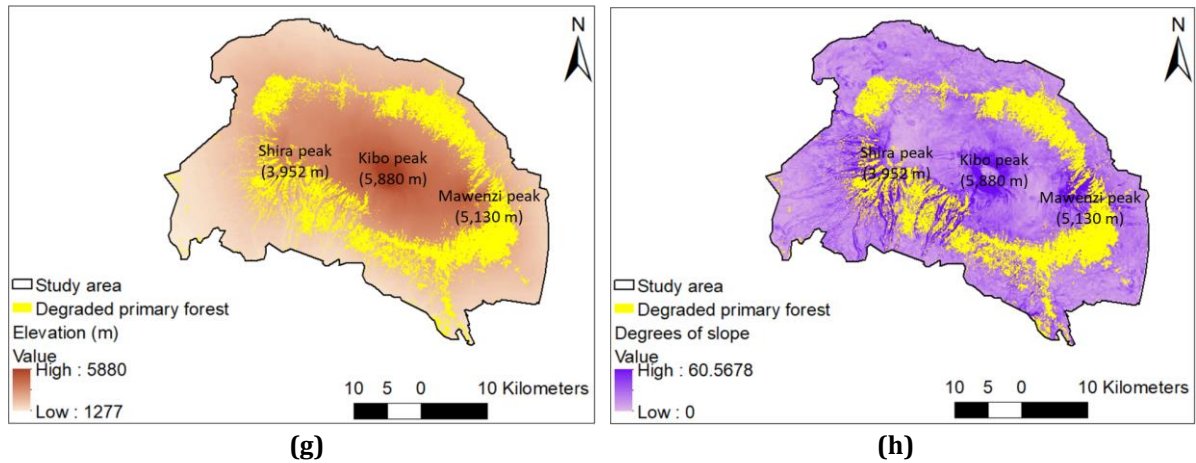 N
Shira peak
(3,952 m)
Kibo peak
(5,880 m)
Mawenzi peak
(5,130 m)
Study area
Degraded primary forest
Elevation (m)
Value
High : 5880
Low : 1277
10 5 0 10 Kilometers
(g)
N
Shira peak
(3,952 m)
Kibo peak
(5,880 m)
Mawenzi peak
(5,130 m)
Study area
Degraded primary forest
Degrees of slope
Value
High : 60.5678
Low : 0
10 5 0 10 Kilometers
(h)